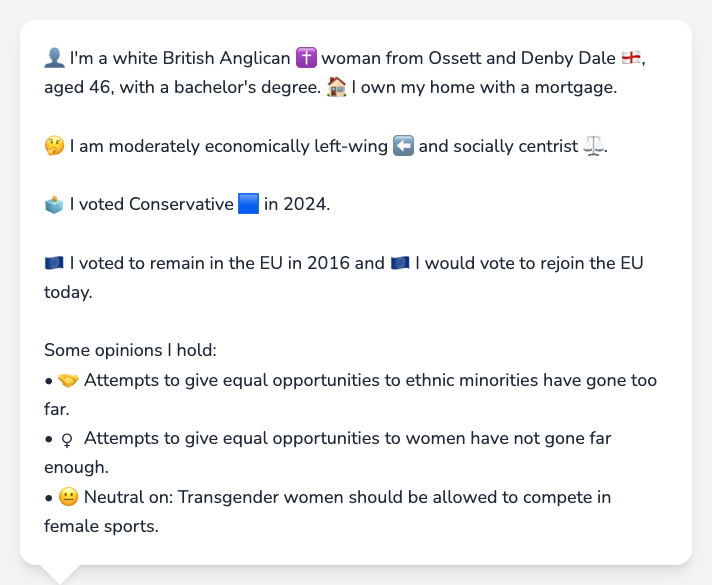 👤 I'm a white British Anglican ✝️ woman from Ossett and Denby Dale 🏴󠁧󠁢󠁥󠁮󠁧󠁿,
aged 46, with a bachelor's degree. 🏠 I own my home with a mortgage.
🤔 I am moderately economically left-wing ⬅️ and socially centrist ⚖️.
🗳️ I voted Conservative 🟦 in 2024.
🇪🇺 I voted to remain in the EU in 2016 and 🇪🇺 I would vote to rejoin the EU
today.
Some opinions I hold:
• 🤝 Attempts to give equal opportunities to ethnic minorities have gone too
far.
• ♀ Attempts to give equal opportunities to women have not gone far
enough.
• 😐 Neutral on: Transgender women should be allowed to compete in
female sports.